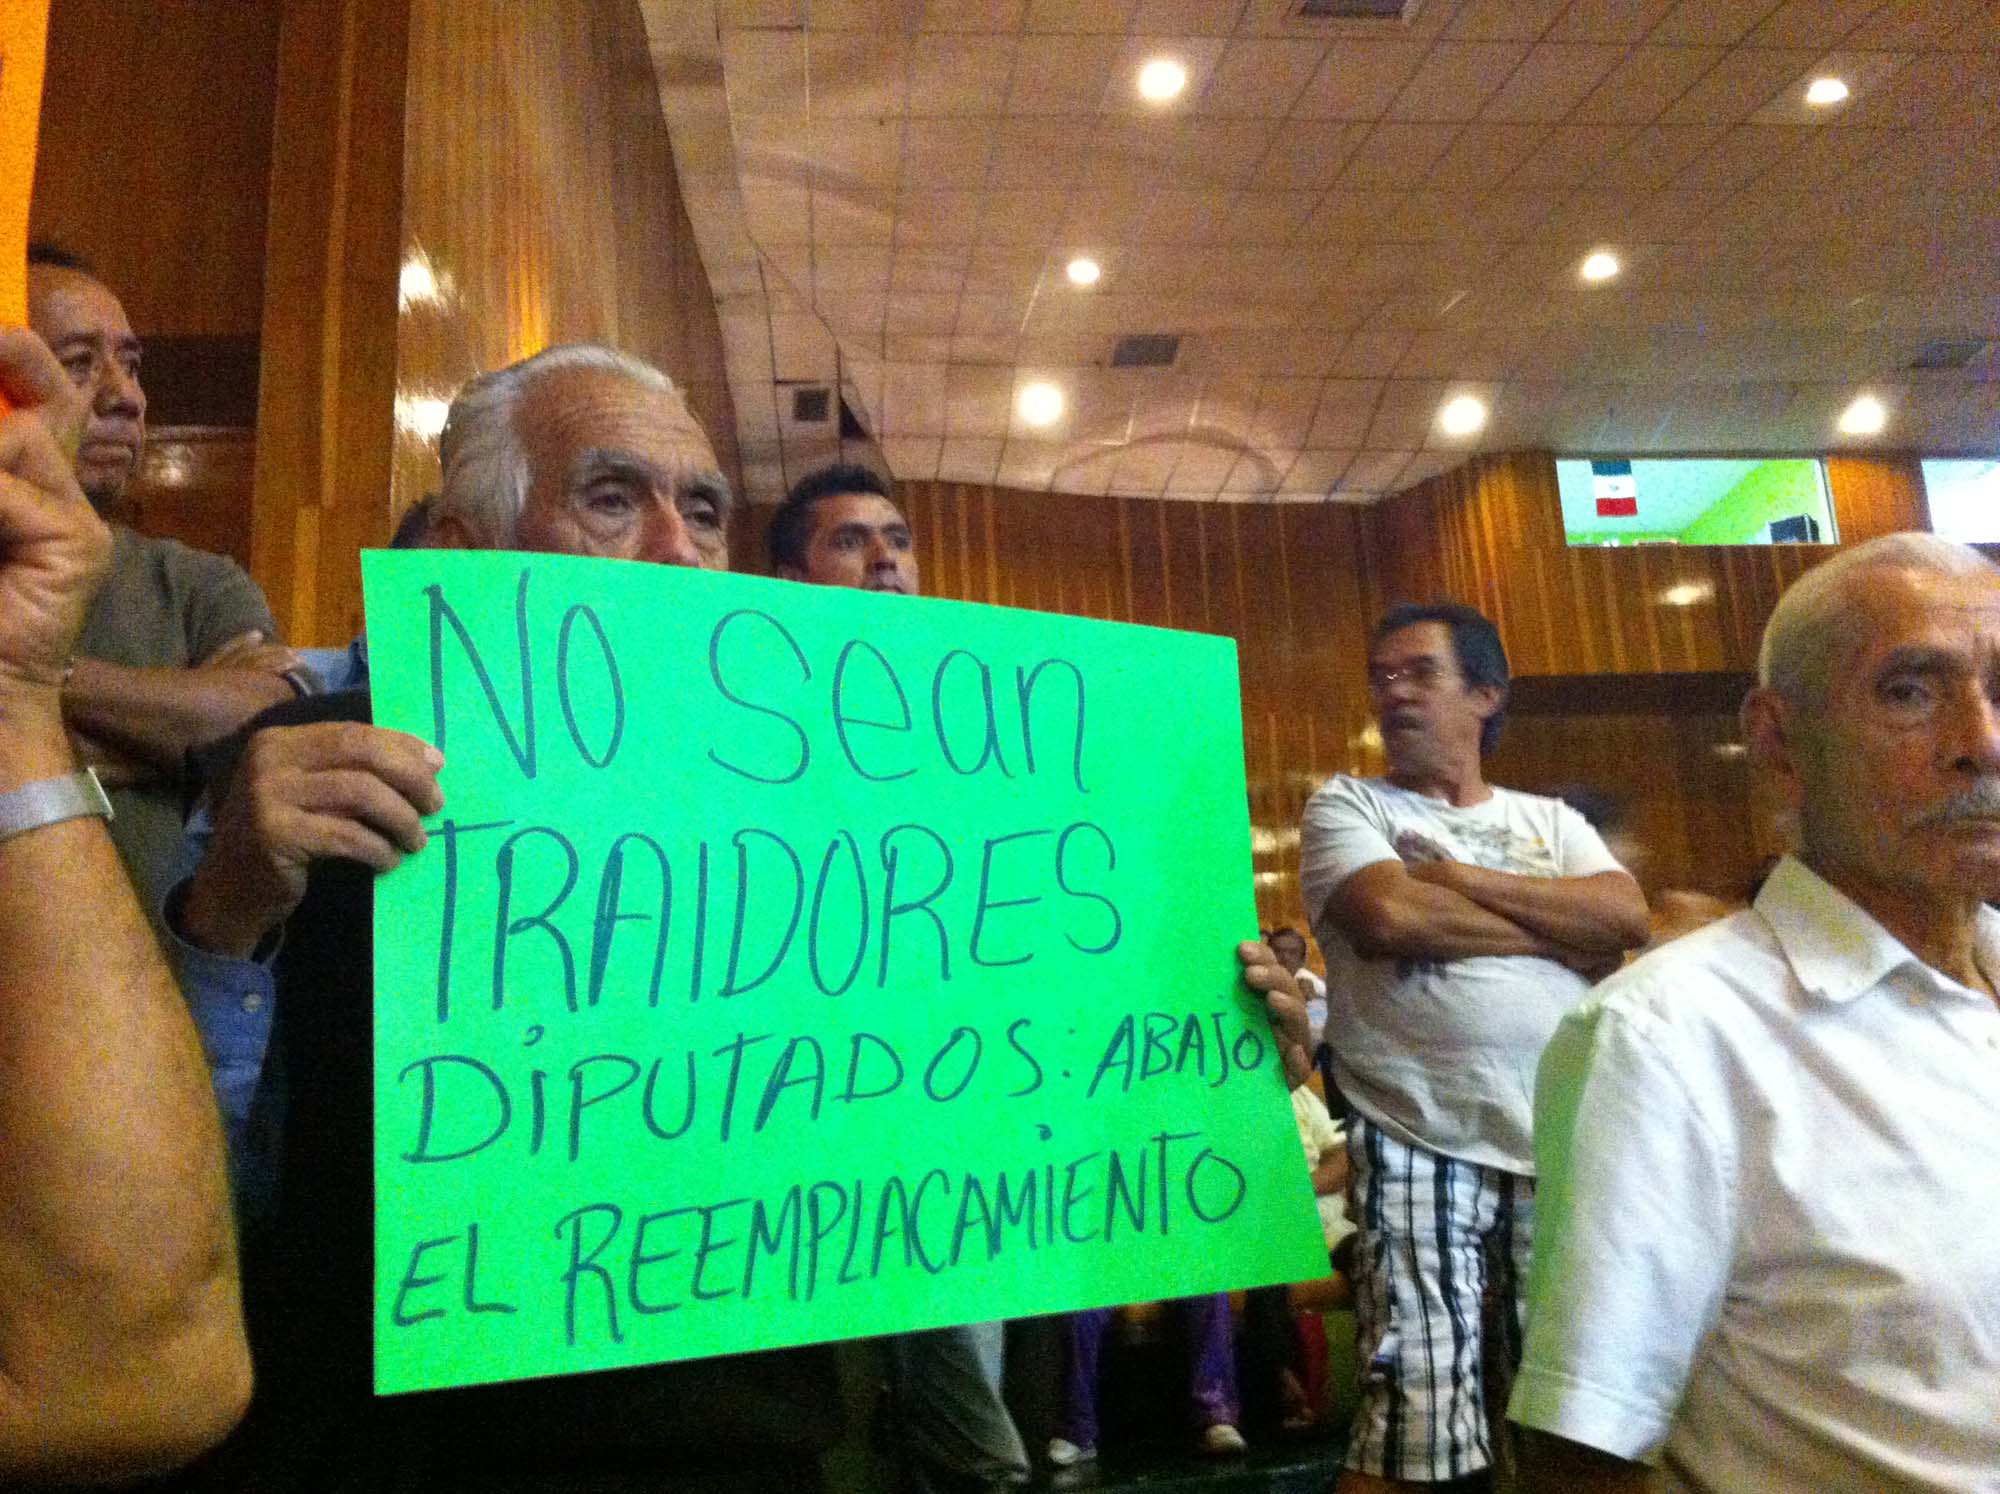 NO Sean
TRAIDORES
DIPUTADOS: ABAJO
EL REEMPLACAMIENTO